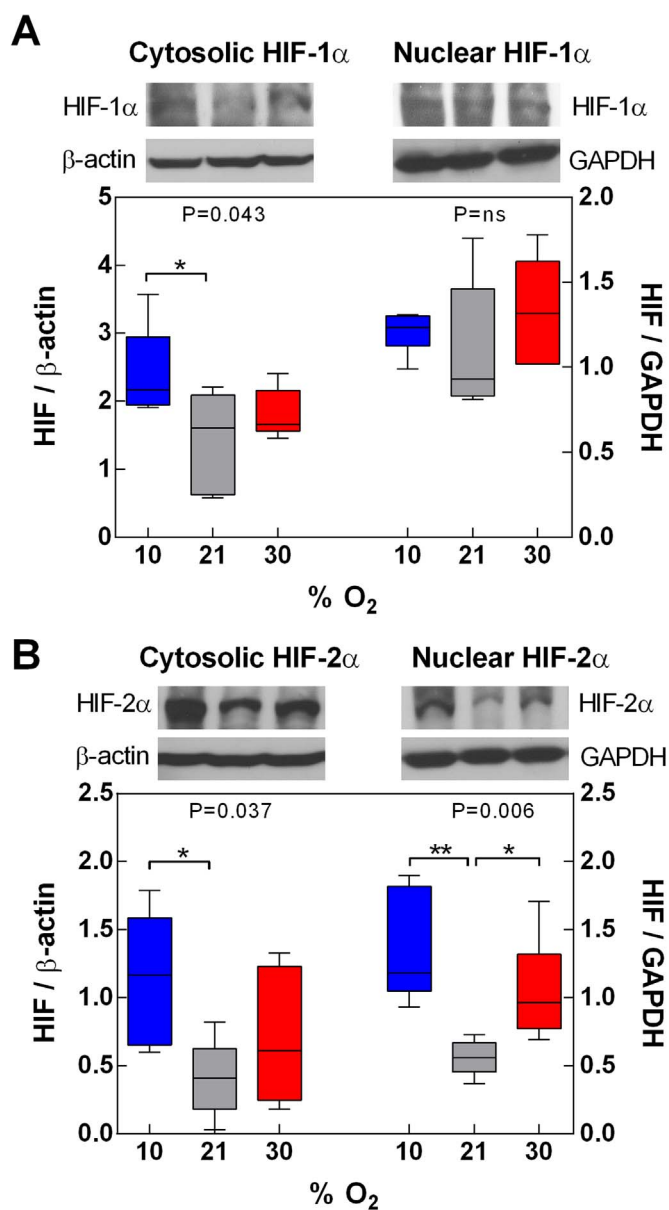 A
Cytosolic HIF-1α Nuclear HIF-1α
HIF-1α HIF-1α
β-actin GAPDH
5 2.0
P=0.043 P=ns
4 1.5
*
3
HIF / β-actin HIF / GAPDH
1.0
2
0.5
1
0 0.0
10 21 30 10 21 30
% O₂
B
Cytosolic HIF-2α Nuclear HIF-2α
HIF-2α HIF-2α
β-actin GAPDH
2.5 2.5
P=0.037 P=0.006
* ** *
2.0 2.0
1.5 1.5
HIF / β-actin HIF / GAPDH
1.0 1.0
0.5 0.5
0.0 0.0
10 21 30 10 21 30
% O₂